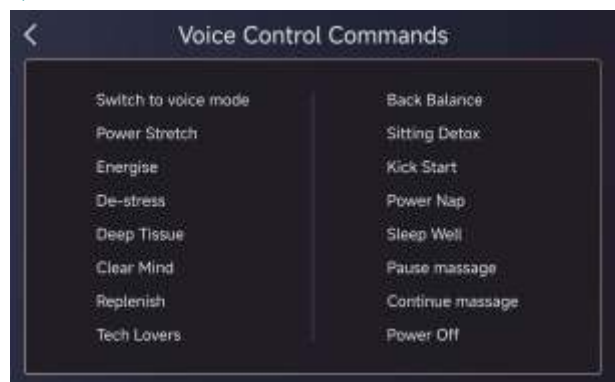 Voice Control Commands
Switch to voice mode
Power Stretch
Energise
De-stress
Deep Tissue
Clear Mind
Replenish
Tech Lovers
Back Balance
Sitting Detox
Kick Start
Power Nap
Sleep Well
Pause massage
Continue massage
Power Off